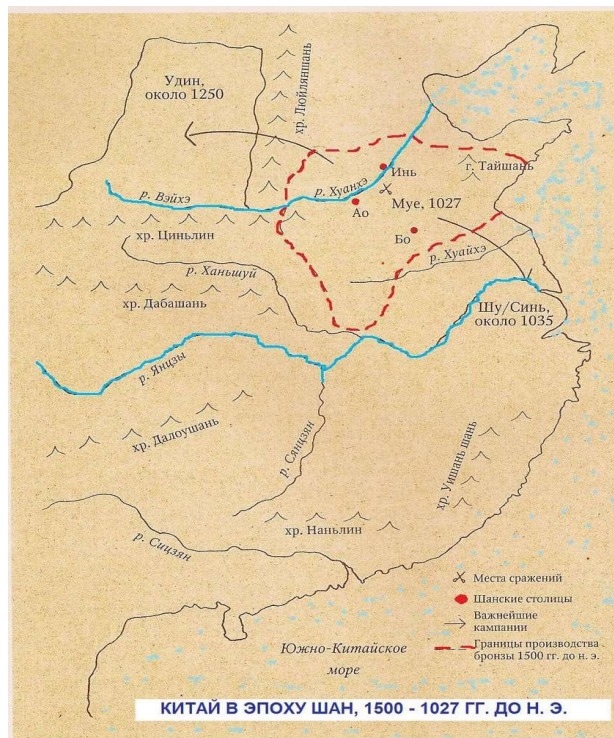 Удин,
около 1250
хр. Люйляншань
г. Тайшань
Инь
р. Вэйхэ
р. Хуанхэ
Муе, 1027
Ао
Бо
хр. Циньлин
р. Ханьшуй
р. Хуайхэ
хр. Дабашань
Шу/Синь,
около 1035
р. Янцзы
хр. Далоушань
р. Сянцзян
хр. Уишань шань
хр. Наньлин
р. Сицзян
Места сражений
Шанские столицы
Важнейшие
кампании
Границы производства
бронзы 1500 гг. до н. э.
Южно-Китайское
море
КИТАЙ В ЭПОХУ ШАН, 1500 - 1027 ГГ. ДО Н. Э.